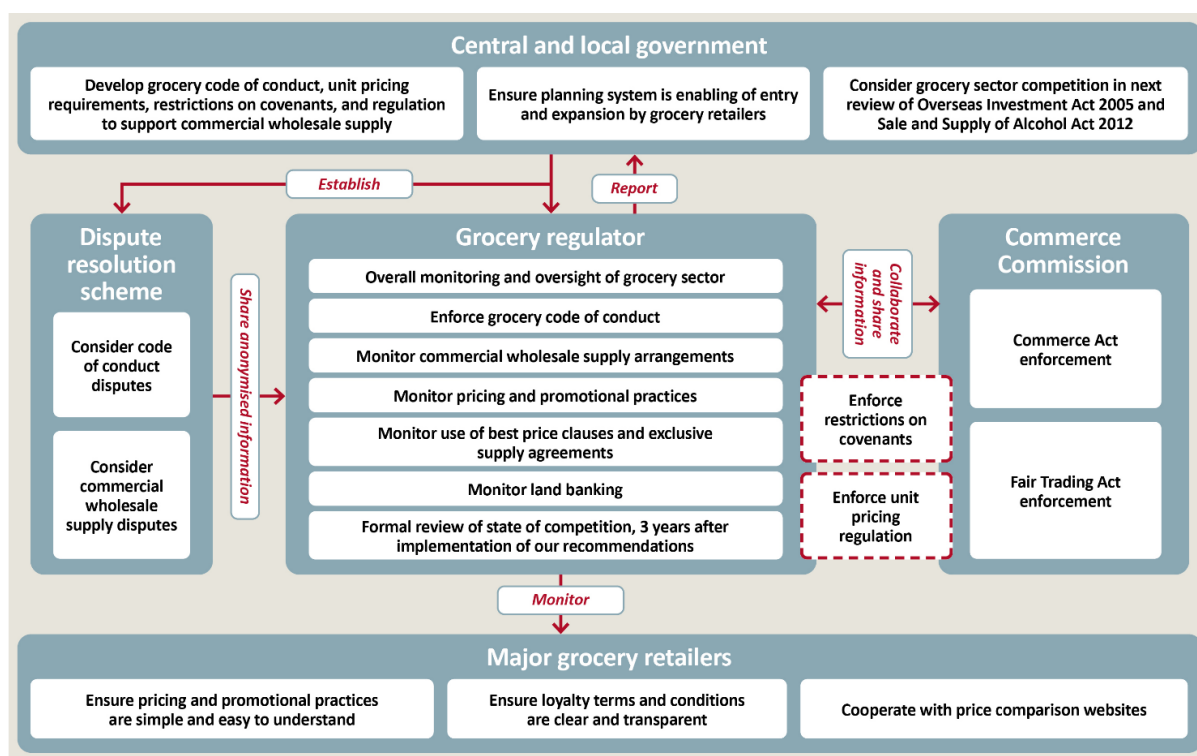 Central and local government
Develop grocery code of conduct, unit pricing
requirements, restrictions on covenants, and regulation
to support commercial wholesale supply
Ensure planning system is enabling of entry
and expansion by grocery retailers
Consider grocery sector competition in next
review of Overseas Investment Act 2005 and
Sale and Supply of Alcohol Act 2012
Establish
Report
Dispute
resolution
scheme
Consider code
of conduct
disputes
Consider
commercial
wholesale
supply disputes
Share anonymised information
Grocery regulator
Overall monitoring and oversight of grocery sector
Enforce grocery code of conduct
Monitor commercial wholesale supply arrangements
Monitor pricing and promotional practices
Monitor use of best price clauses and exclusive
supply agreements
Monitor land banking
Formal review of state of competition, 3 years after
implementation of our recommendations
Collaborate
and share
information
Enforce
restrictions on
covenants
Enforce unit
pricing
regulation
Commerce
Commission
Commerce Act
enforcement
Fair Trading Act
enforcement
Monitor
Major grocery retailers
Ensure pricing and promotional practices
are simple and easy to understand
Ensure loyalty terms and conditions
are clear and transparent
Cooperate with price comparison websites